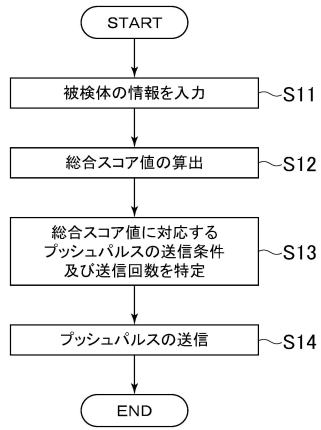 START
被検体の情報を入力
S11
総合スコア値の算出
S12
総合スコア値に対応する
プッシュパルスの送信条件
及び送信回数を特定
S13
プッシュパルスの送信
S14
END